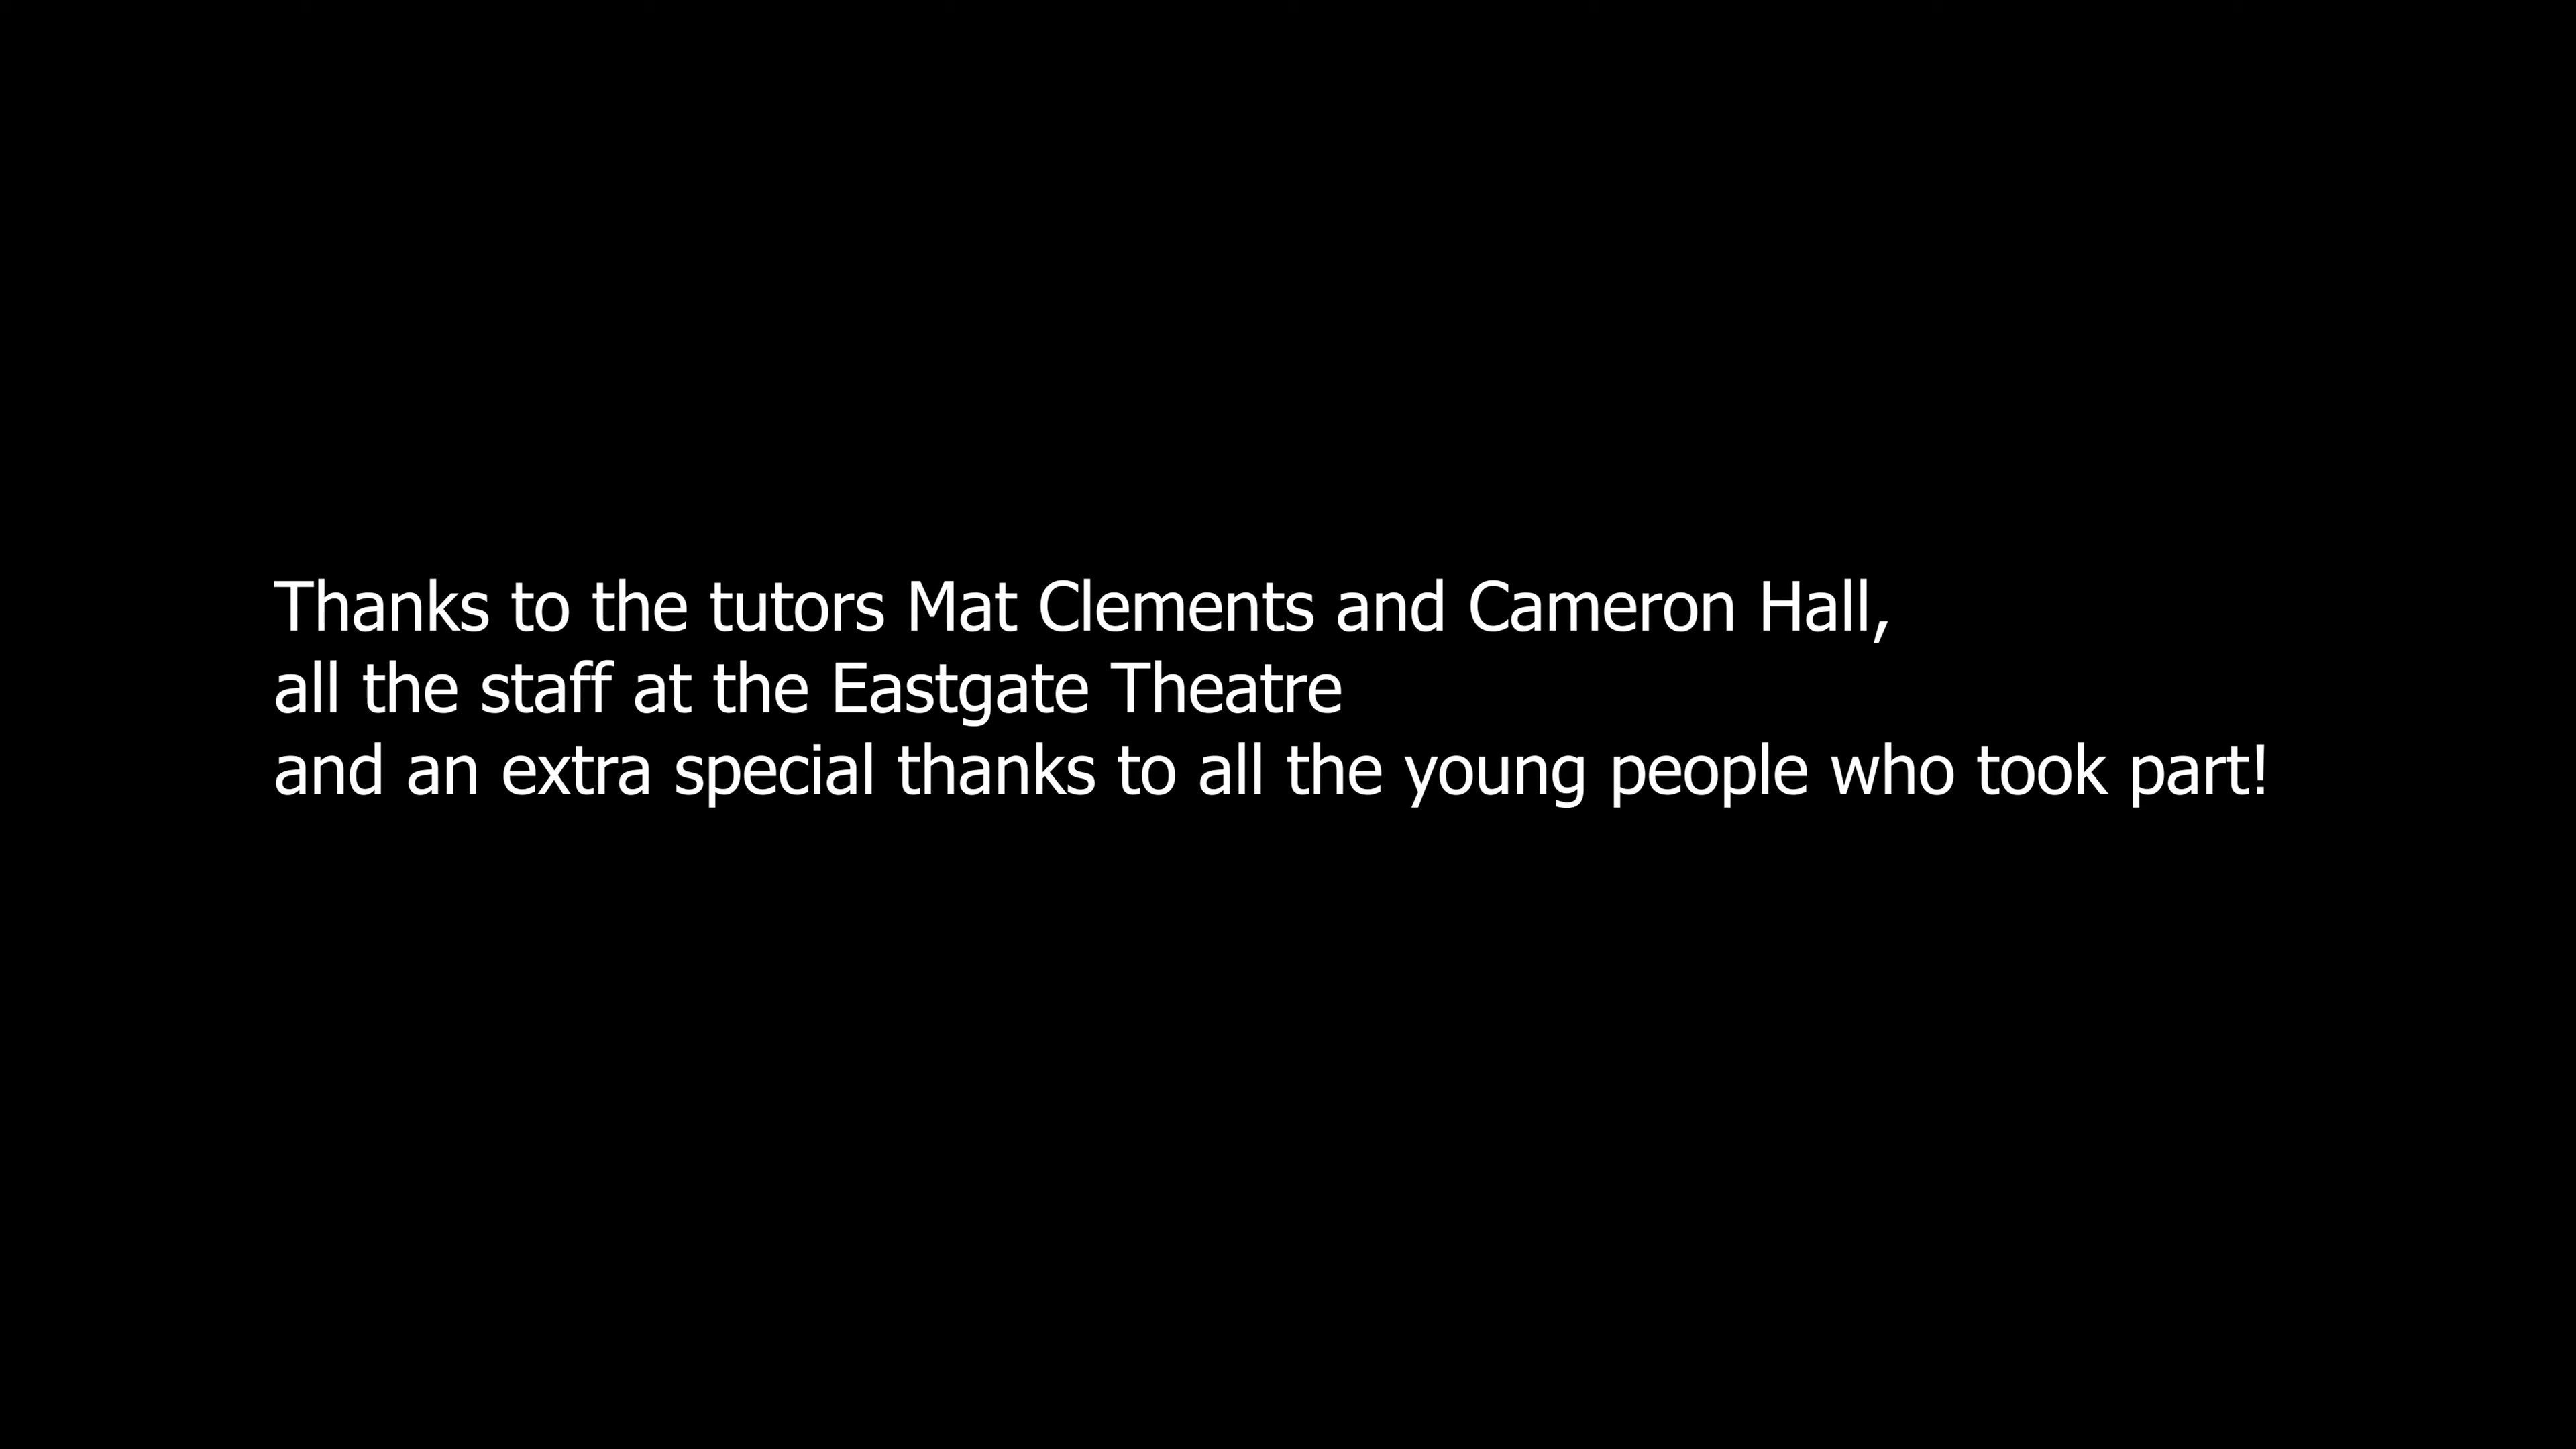 Thanks to the tutors Mat Clements and Cameron Hall,
all the staff at the Eastgate Theatre
and an extra special thanks to all the young people who took part!